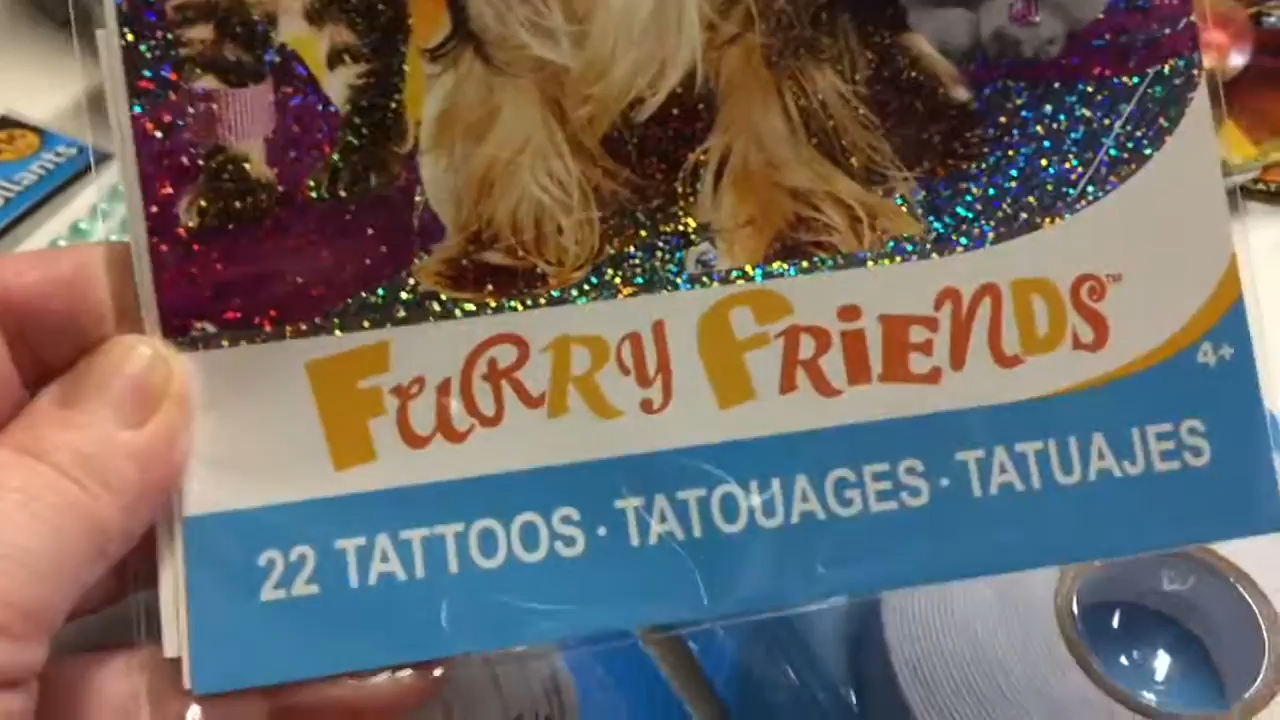 FURRY FRIENDS™
4+
22 TATTOOS · TATOUAGES · TATUAJES